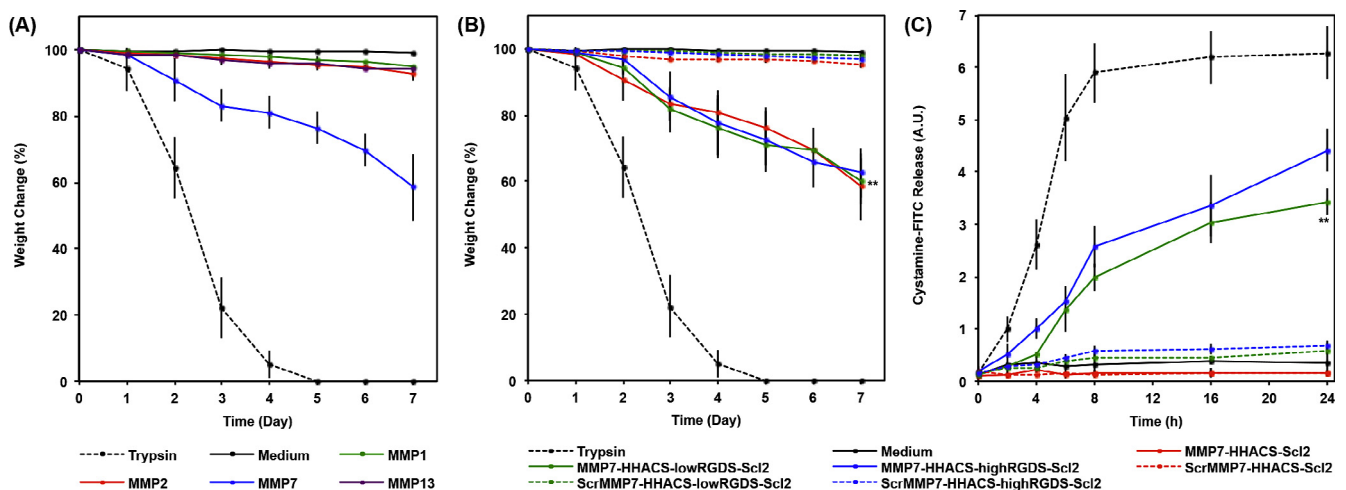 (A)
Weight Change (%)
100
80
60
40
20
0
0 1 2 3 4 5 6 7
Time (Day)
Trypsin Medium MMP1
MMP2 MMP7 MMP13
(B)
Weight Change (%)
100
80
60
40
20
0
**
0 1 2 3 4 5 6 7
Time (Day)
(C)
Cystamine-FITC Release (A.U.)
7
6
5
4
3
2
1
0
**
0 4 8 12 16 20 24
Time (h)
Trypsin Medium MMP7-HHACS-Scl2
MMP7-HHACS-lowRGDS-Scl2 MMP7-HHACS-highRGDS-Scl2 ScrMMP7-HHACS-Scl2
ScrMMP7-HHACS-lowRGDS-Scl2 ScrMMP7-HHACS-highRGDS-Scl2